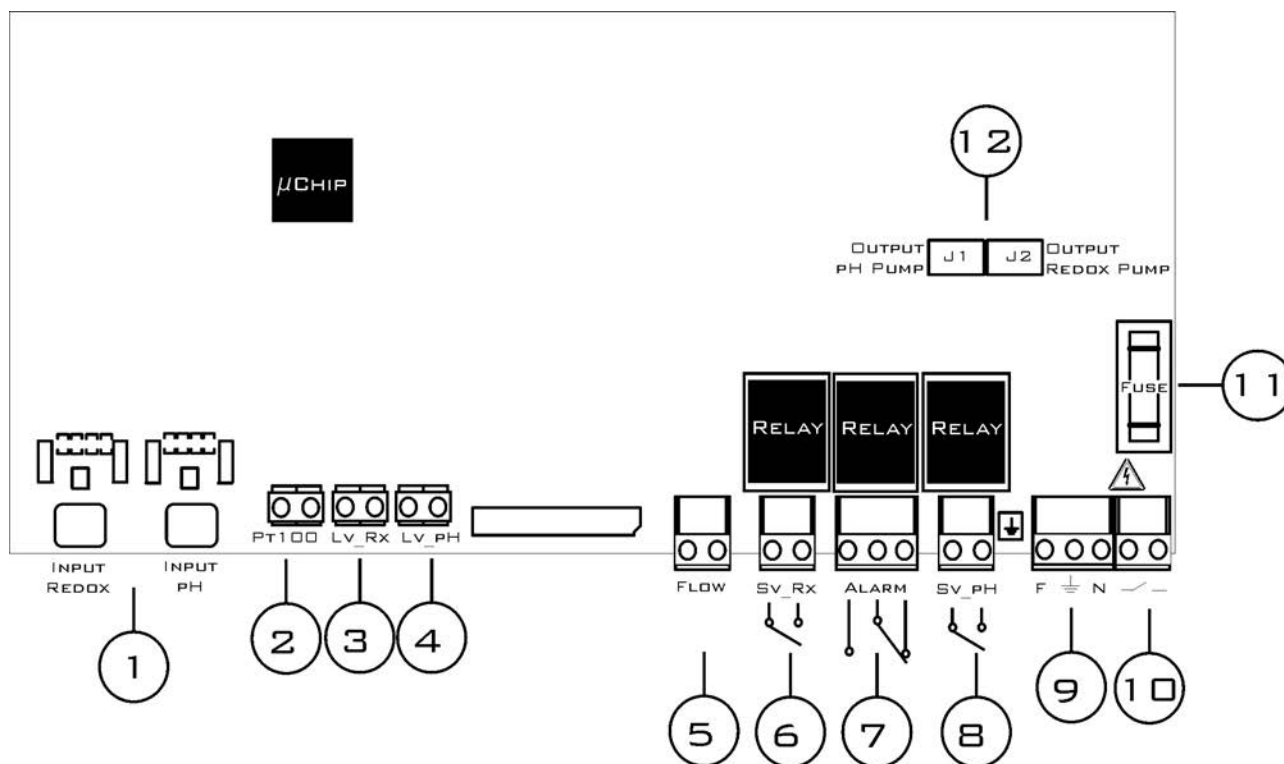 12
µCHIP
OUTPUT
PH PUMP
J1
J2
OUTPUT
REDOX PUMP
FUSE
11
RELAY
RELAY
RELAY
PT100
LV_RX
LV_PH
INPUT
REDOX
INPUT
PH
FLOW
SV_RX
ALARM
SV_PH
F
N
1
2
3
4
5
6
7
8
9
10